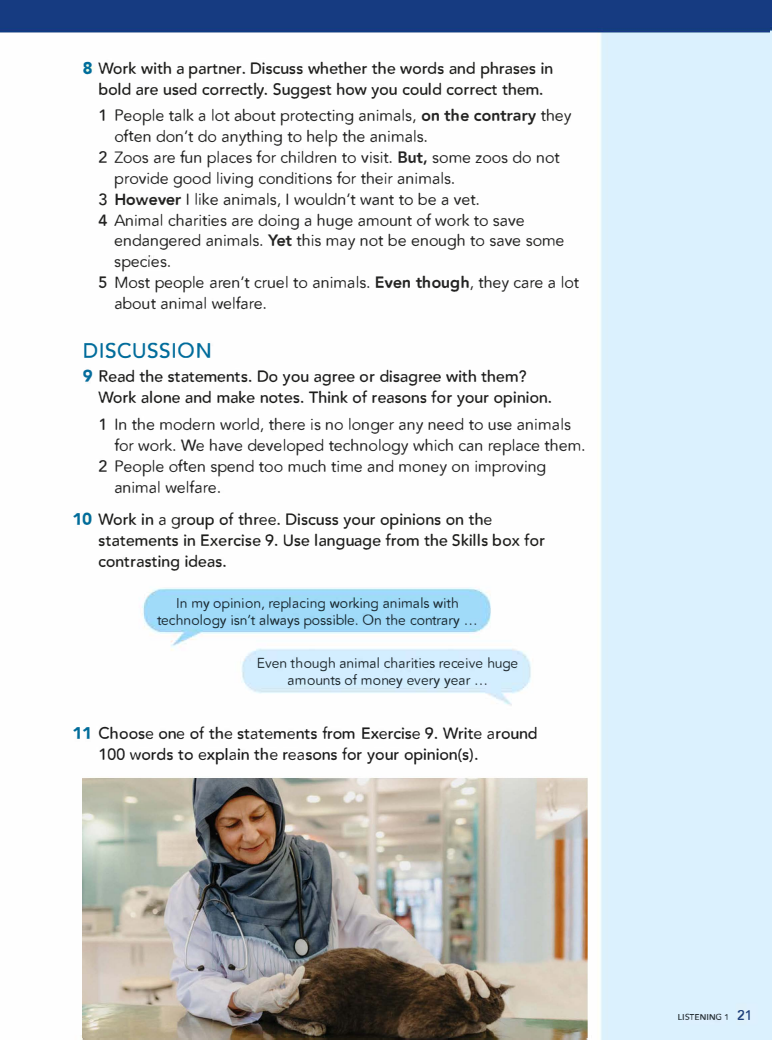 8 Work with a partner. Discuss whether the words and phrases in
bold are used correctly. Suggest how you could correct them.
1 People talk a lot about protecting animals, on the contrary they
often don't do anything to help the animals.
2 Zoos are fun places for children to visit. But, some zoos do not
provide good living conditions for their animals.
3 However I like animals, I wouldn't want to be a vet.
4 Animal charities are doing a huge amount of work to save
endangered animals. Yet this may not be enough to save some
species.
5 Most people aren't cruel to animals. Even though, they care a lot
about animal welfare.
DISCUSSION
9 Read the statements. Do you agree or disagree with them?
Work alone and make notes. Think of reasons for your opinion.
1 In the modern world, there is no longer any need to use animals
for work. We have developed technology which can replace them.
2 People often spend too much time and money on improving
animal welfare.
10 Work in a group of three. Discuss your opinions on the
statements in Exercise 9. Use language from the Skills box for
contrasting ideas.
In my opinion, replacing working animals with
technology isn't always possible. On the contrary ...
Even though animal charities receive huge
amounts of money every year ...
11 Choose one of the statements from Exercise 9. Write around
100 words to explain the reasons for your opinion(s).
LISTENING 1 21